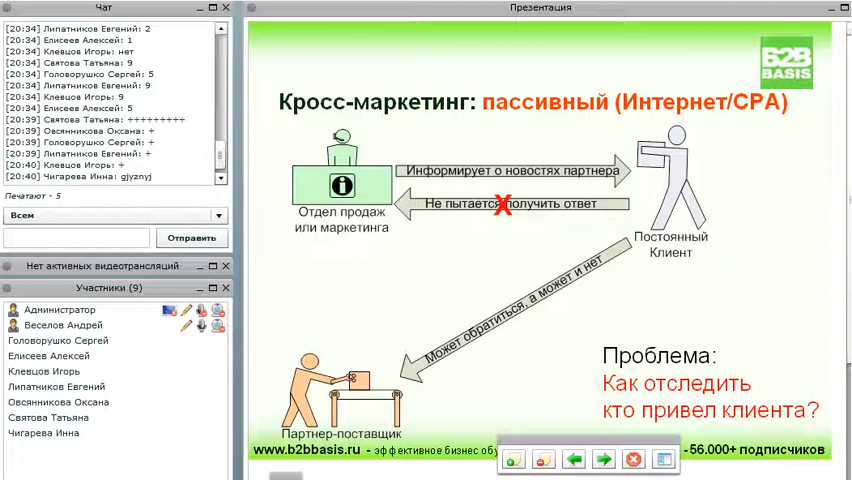 Чат
[20:34] Липатников Евгений: 2
[20:34] Елисеев Алексей: 1
[20:34] Клевцов Игорь: нет
[20:34] Святова Татьяна: 9
[20:34] Головорушко Сергей: 5
[20:34] Липатников Евгений: 9
[20:34] Клевцов Игорь: 9
[20:34] Елисеев Алексей: 5
[20:39] Святова Татьяна: +++++++++
[20:39] Овсянникова Оксана: +
[20:39] Головорушко Сергей: +
[20:39] Липатников Евгений: +
[20:40] Клевцов Игорь: +
[20:40] Чигарева Инна: gjyznyj
Печатают - 5
Всем
Отправить
Нет активных видеотрансляций
Участники (9)
Администратор
Веселов Андрей
Головорушко Сергей
Елисеев Алексей
Клевцов Игорь
Липатников Евгений
Овсянникова Оксана
Святова Татьяна
Чигарева Инна
Презентация
B2B
BASIS
Кросс-маркетинг: пассивный (Интернет/CPA)
Информирует о новостях партнера
Не пытается получить ответ
X
Отдел продаж
или маркетинга
Постоянный
Клиент
Может обратиться, а может и нет
Проблема:
Как отследить
кто привел клиента?
Партнер-поставщик
www.b2bbasis.ru - эффективное бизнес
-56.000+ подписчиков